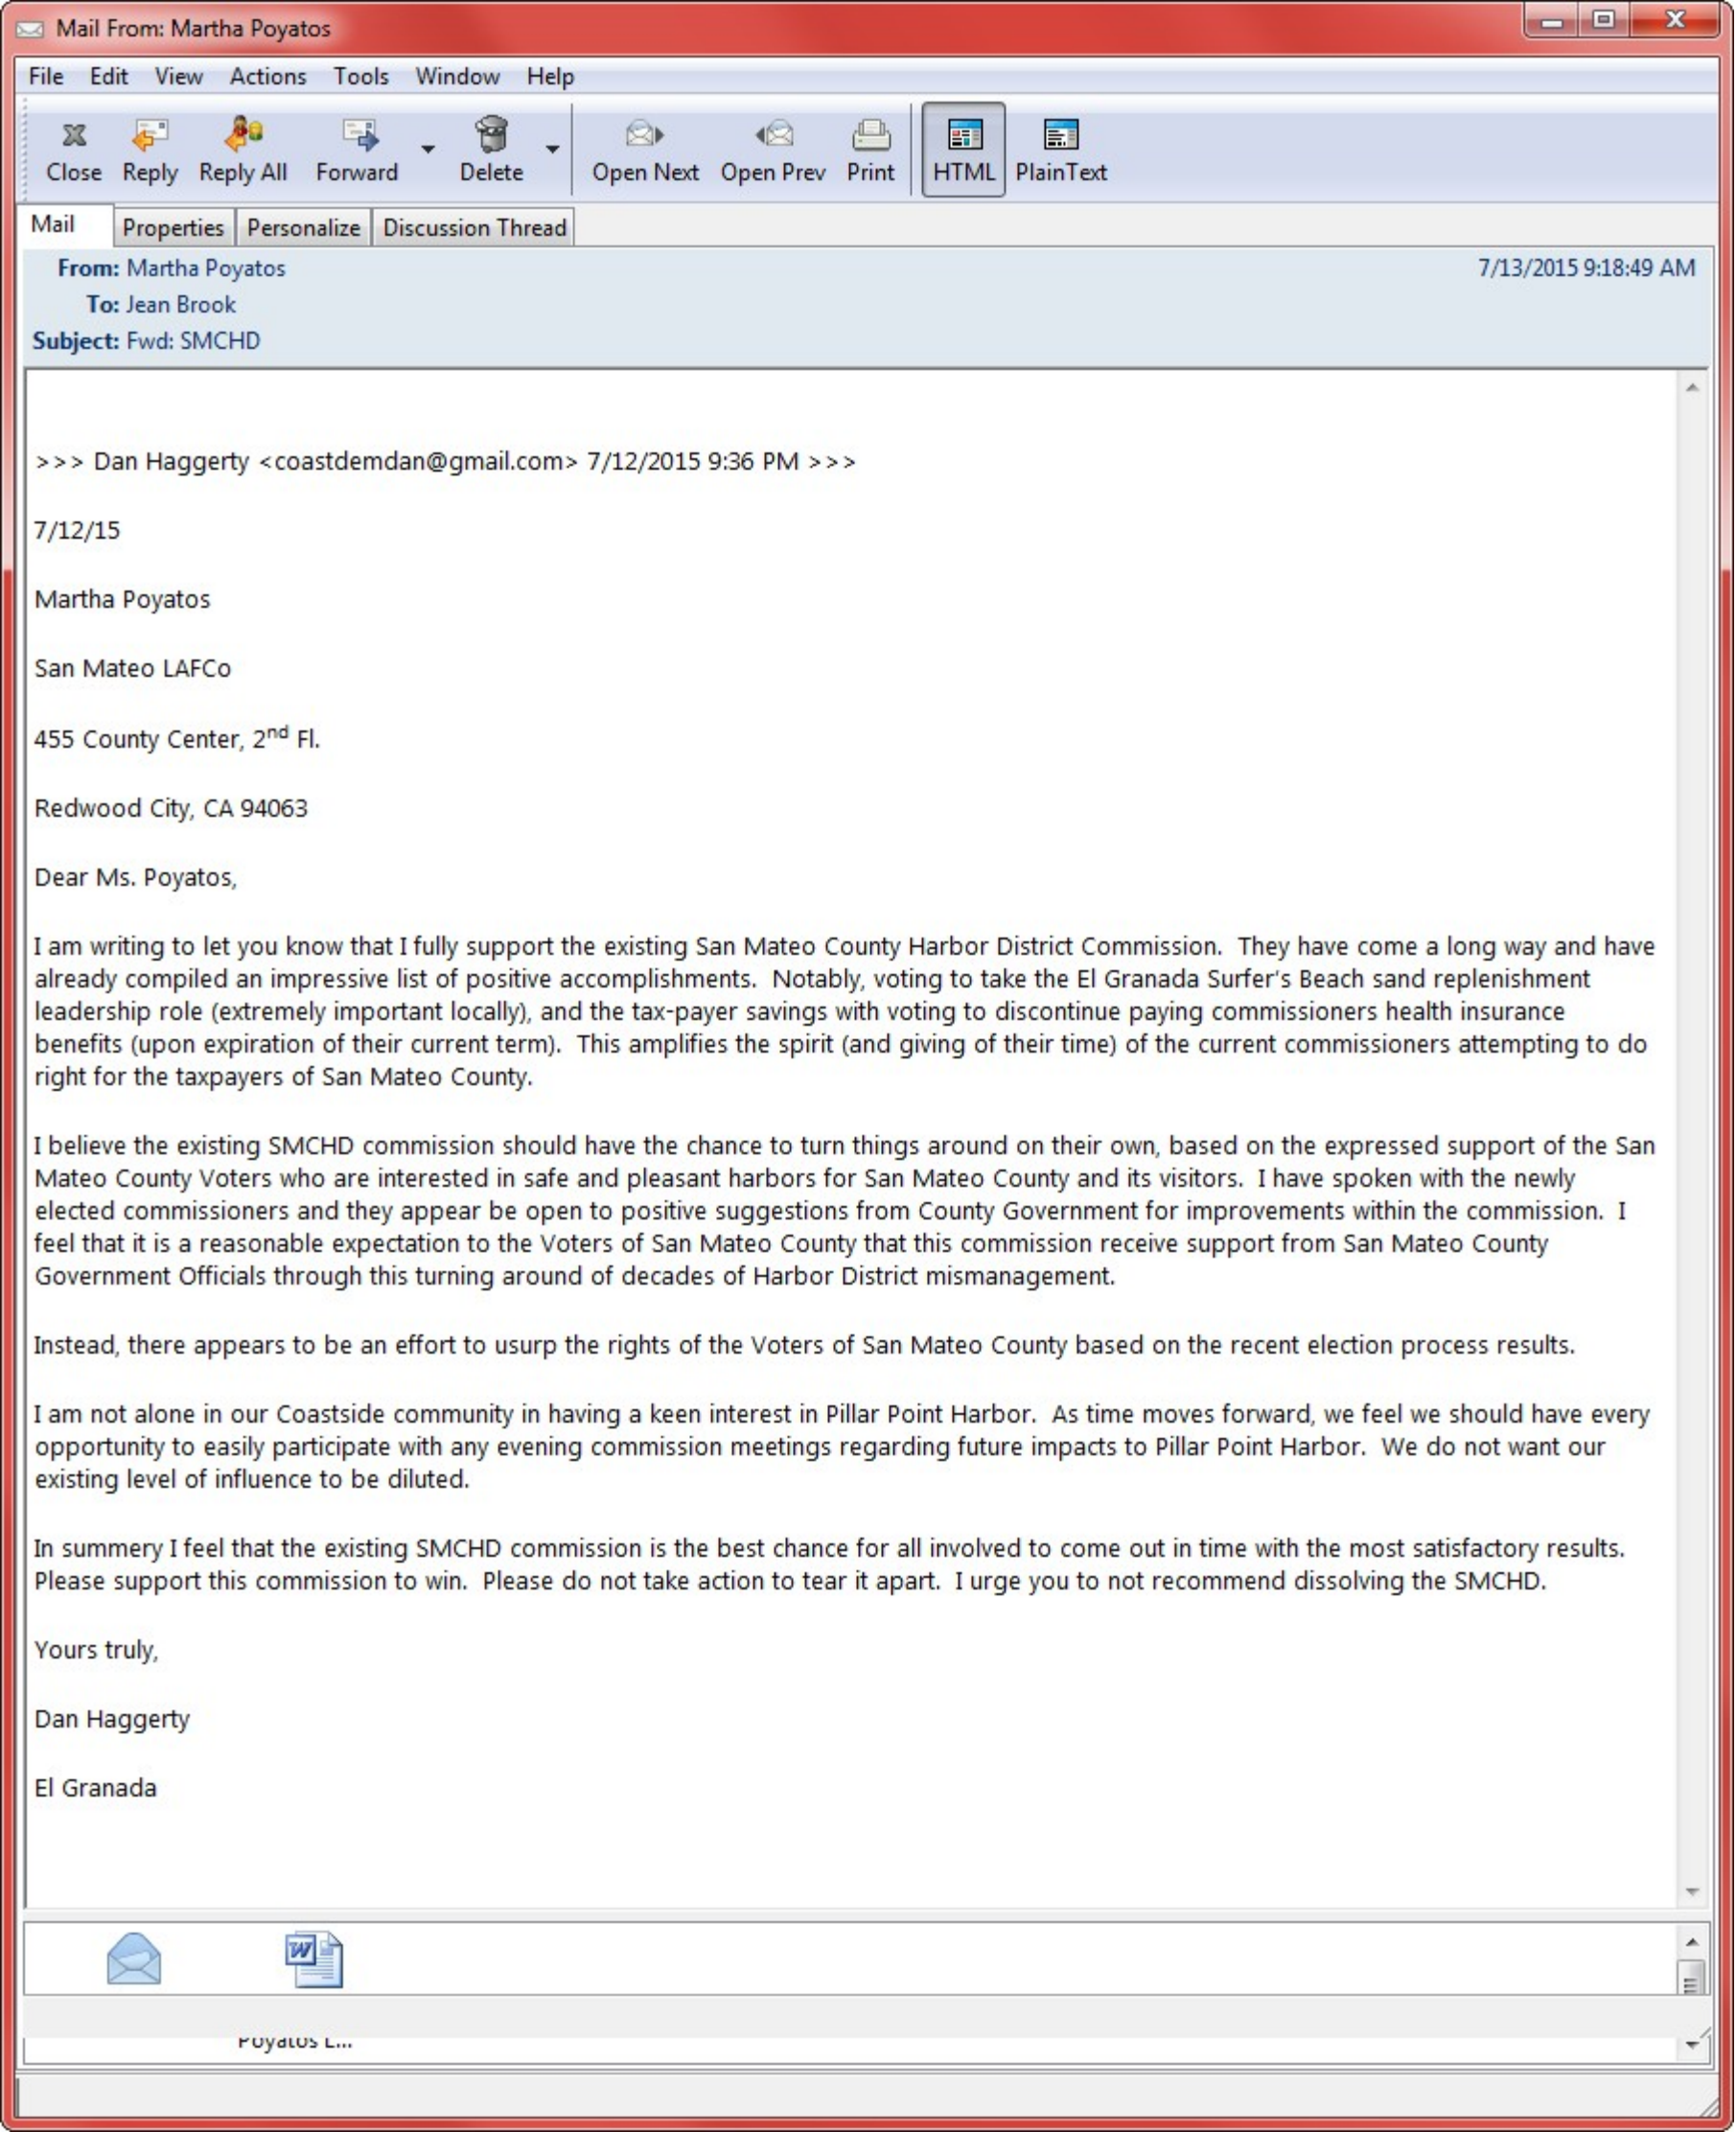 Mail From: Martha Poyatos
File Edit View Actions Tools Window Help
Close Reply Reply All Forward Delete Open Next Open Prev Print HTML PlainText
Mail Properties Personalize Discussion Thread
From: Martha Poyatos 7/13/2015 9:18:49 AM
To: Jean Brook
Subject: Fwd: SMCHD
>>> Dan Haggerty <coastdemdan@gmail.com> 7/12/2015 9:36 PM >>>
7/12/15
Martha Poyatos
San Mateo LAFCo
455 County Center, 2nd Fl.
Redwood City, CA 94063
Dear Ms. Poyatos,
I am writing to let you know that I fully support the existing San Mateo County Harbor District Commission. They have come a long way and have
already compiled an impressive list of positive accomplishments. Notably, voting to take the El Granada Surfer's Beach sand replenishment
leadership role (extremely important locally), and the tax-payer savings with voting to discontinue paying commissioners health insurance
benefits (upon expiration of their current term). This amplifies the spirit (and giving of their time) of the current commissioners attempting to do
right for the taxpayers of San Mateo County.
I believe the existing SMCHD commission should have the chance to turn things around on their own, based on the expressed support of the San
Mateo County Voters who are interested in safe and pleasant harbors for San Mateo County and its visitors. I have spoken with the newly
elected commissioners and they appear be open to positive suggestions from County Government for improvements within the commission. I
feel that it is a reasonable expectation to the Voters of San Mateo County that this commission receive support from San Mateo County
Government Officials through this turning around of decades of Harbor District mismanagement.
Instead, there appears to be an effort to usurp the rights of the Voters of San Mateo County based on the recent election process results.
I am not alone in our Coastside community in having a keen interest in Pillar Point Harbor. As time moves forward, we feel we should have every
opportunity to easily participate with any evening commission meetings regarding future impacts to Pillar Point Harbor. We do not want our
existing level of influence to be diluted.
In summery I feel that the existing SMCHD commission is the best chance for all involved to come out in time with the most satisfactory results.
Please support this commission to win. Please do not take action to tear it apart. I urge you to not recommend dissolving the SMCHD.
Yours truly,
Dan Haggerty
El Granada
Poyatos L...